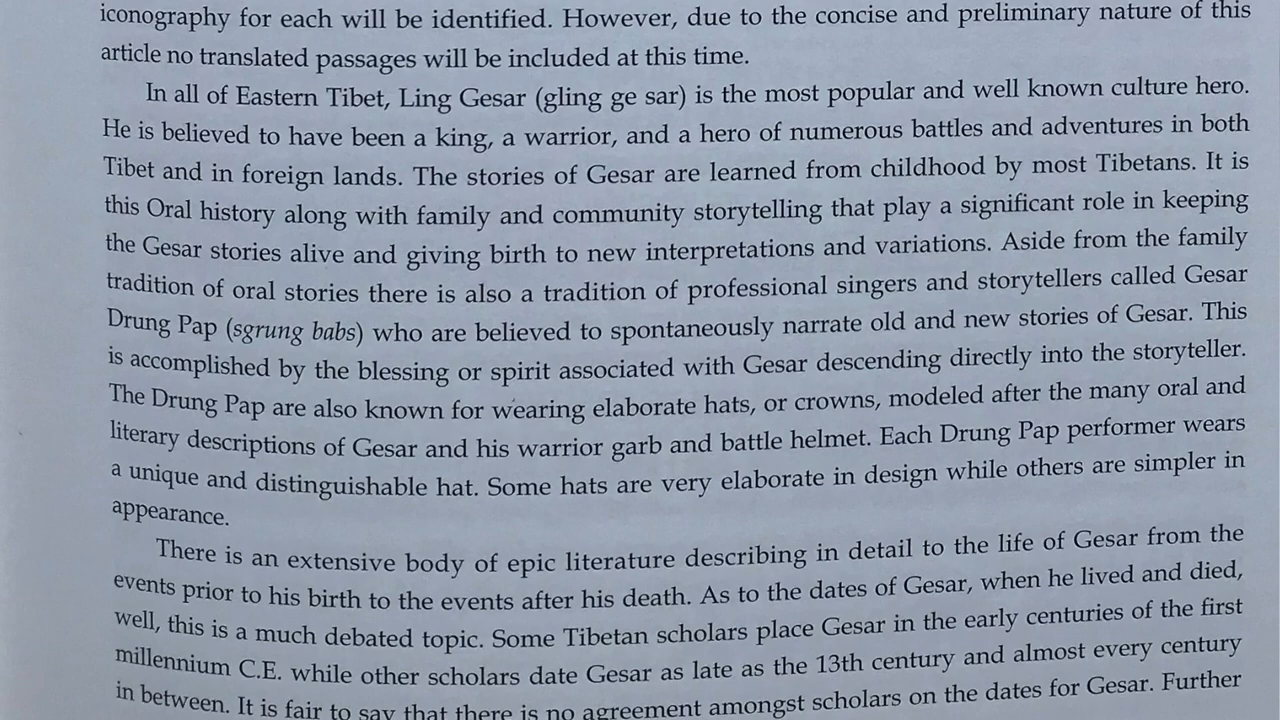 iconography for each will be identified. However, due to the concise and preliminary nature of this
article no translated passages will be included at this time.
In all of Eastern Tibet, Ling Gesar (gling ge sar) is the most popular and well known culture hero.
He is believed to have been a king, a warrior, and a hero of numerous battles and adventures in both
Tibet and in foreign lands. The stories of Gesar are learned from childhood by most Tibetans. It is
this Oral history along with family and community storytelling that play a significant role in keeping
the Gesar stories alive and giving birth to new interpretations and variations. Aside from the family
tradition of oral stories there is also a tradition of professional singers and storytellers called Gesar
Drung Pap (sgrung babs) who are believed to spontaneously narrate old and new stories of Gesar. This
is accomplished by the blessing or spirit associated with Gesar descending directly into the storyteller.
The Drung Pap are also known for wearing elaborate hats, or crowns, modeled after the many oral and
literary descriptions of Gesar and his warrior garb and battle helmet. Each Drung Pap performer wears
a unique and distinguishable hat. Some hats are very elaborate in design while others are simpler in
appearance.
There is an extensive body of epic literature describing in detail to the life of Gesar from the
events prior to his birth to the events after his death. As to the dates of Gesar, when he lived and died,
well, this is a much debated topic. Some Tibetan scholars place Gesar in the early centuries of the first
millennium C.E. while other scholars date Gesar as late as the 13th century and almost every century
in between. It is fair to say that there is no agreement amongst scholars on the dates for Gesar. Further